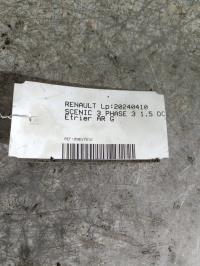 RENAULT Lp:20240410
SCENIC 3 PHASE 3 1.5 DC
Etrier AR G